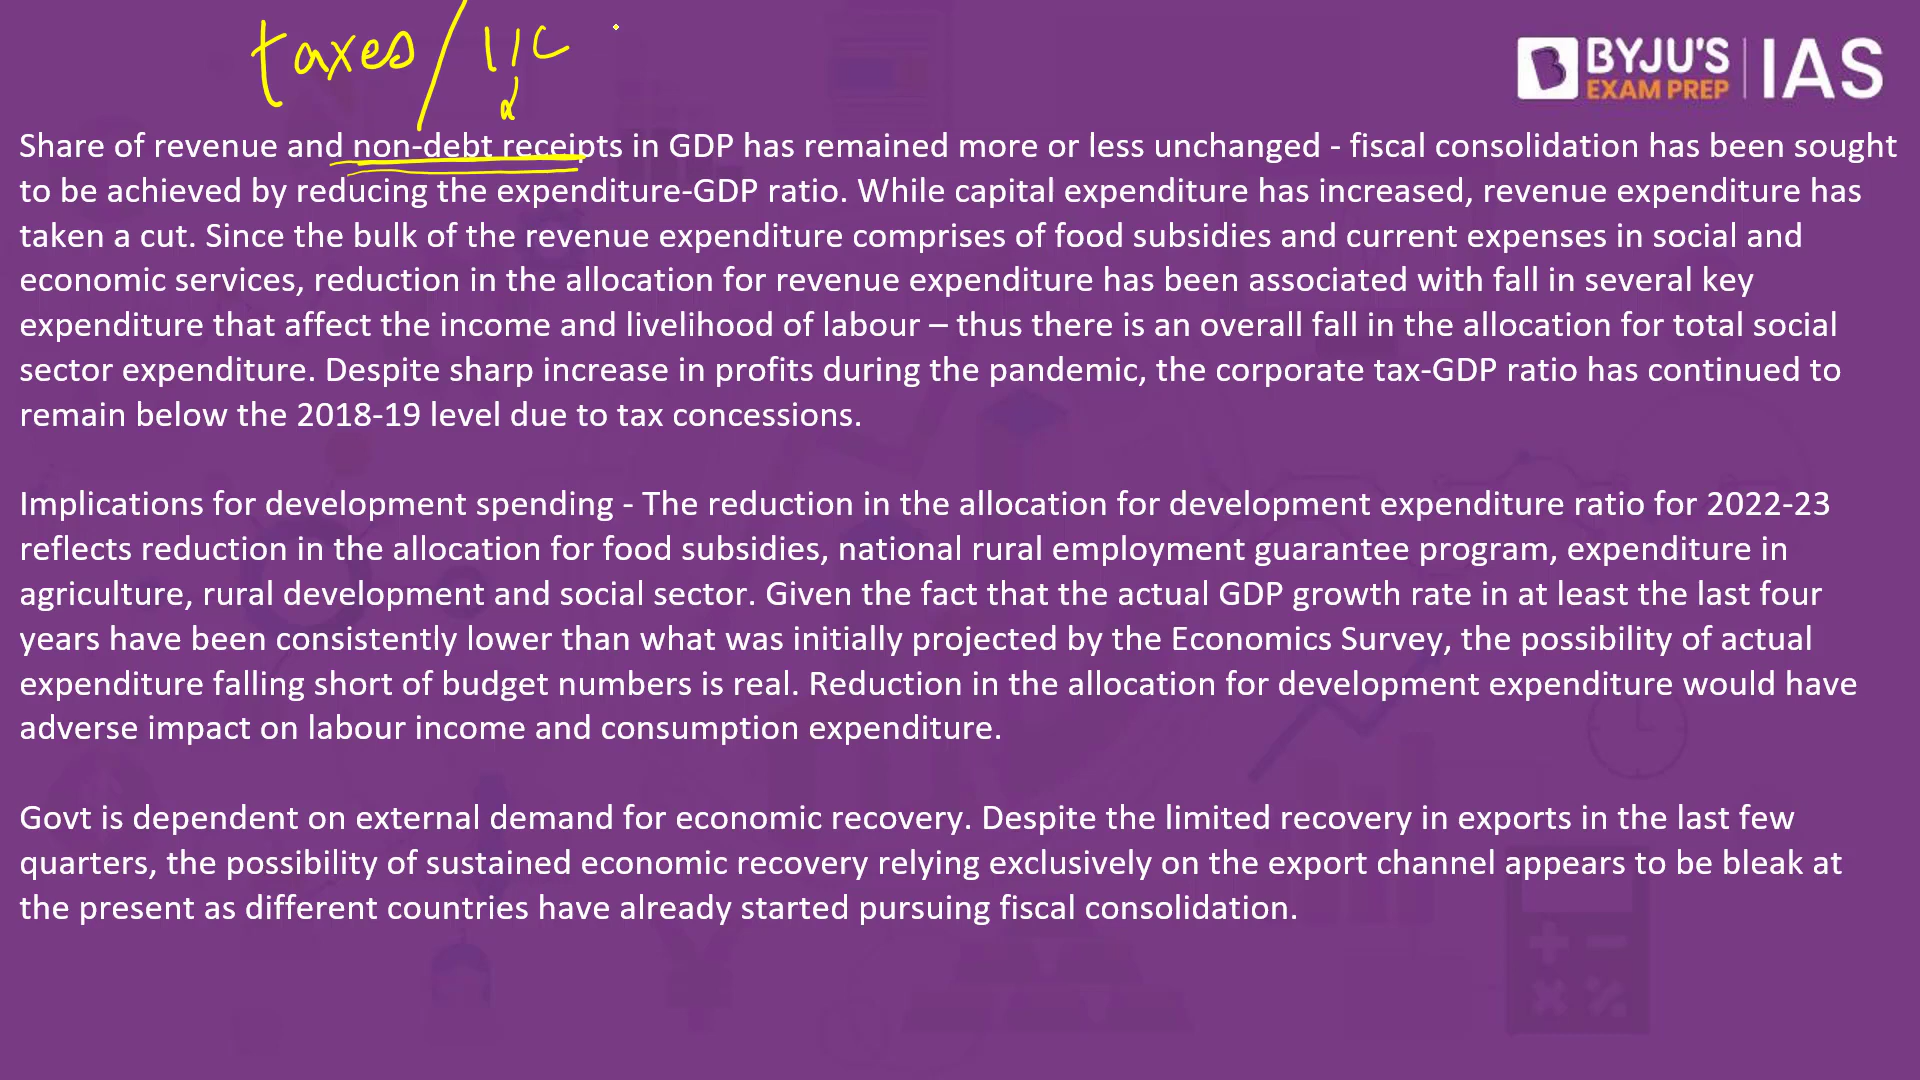 taxes/
BYJU'S
EXAM PREP
IAS
Share of revenue and non-debt receipts in GDP has remained more or less unchanged - fiscal consolidation has been sought
to be achieved by reducing the expenditure-GDP ratio. While capital expenditure has increased, revenue expenditure has
taken a cut. Since the bulk of the revenue expenditure comprises of food subsidies and current expenses in social and
economic services, reduction in the allocation for revenue expenditure has been associated with fall in several key
expenditure that affect the income and livelihood of labour – thus there is an overall fall in the allocation for total social
sector expenditure. Despite sharp increase in profits during the pandemic, the corporate tax-GDP ratio has continued to
remain below the 2018-19 level due to tax concessions.
Implications for development spending - The reduction in the allocation for development expenditure ratio for 2022-23
reflects reduction in the allocation for food subsidies, national rural employment guarantee program, expenditure in
agriculture, rural development and social sector. Given the fact that the actual GDP growth rate in at least the last four
years have been consistently lower than what was initially projected by the Economics Survey, the possibility of actual
expenditure falling short of budget numbers is real. Reduction in the allocation for development expenditure would have
adverse impact on labour income and consumption expenditure.
Govt is dependent on external demand for economic recovery. Despite the limited recovery in exports in the last few
quarters, the possibility of sustained economic recovery relying exclusively on the export channel appears to be bleak at
the present as different countries have already started pursuing fiscal consolidation.